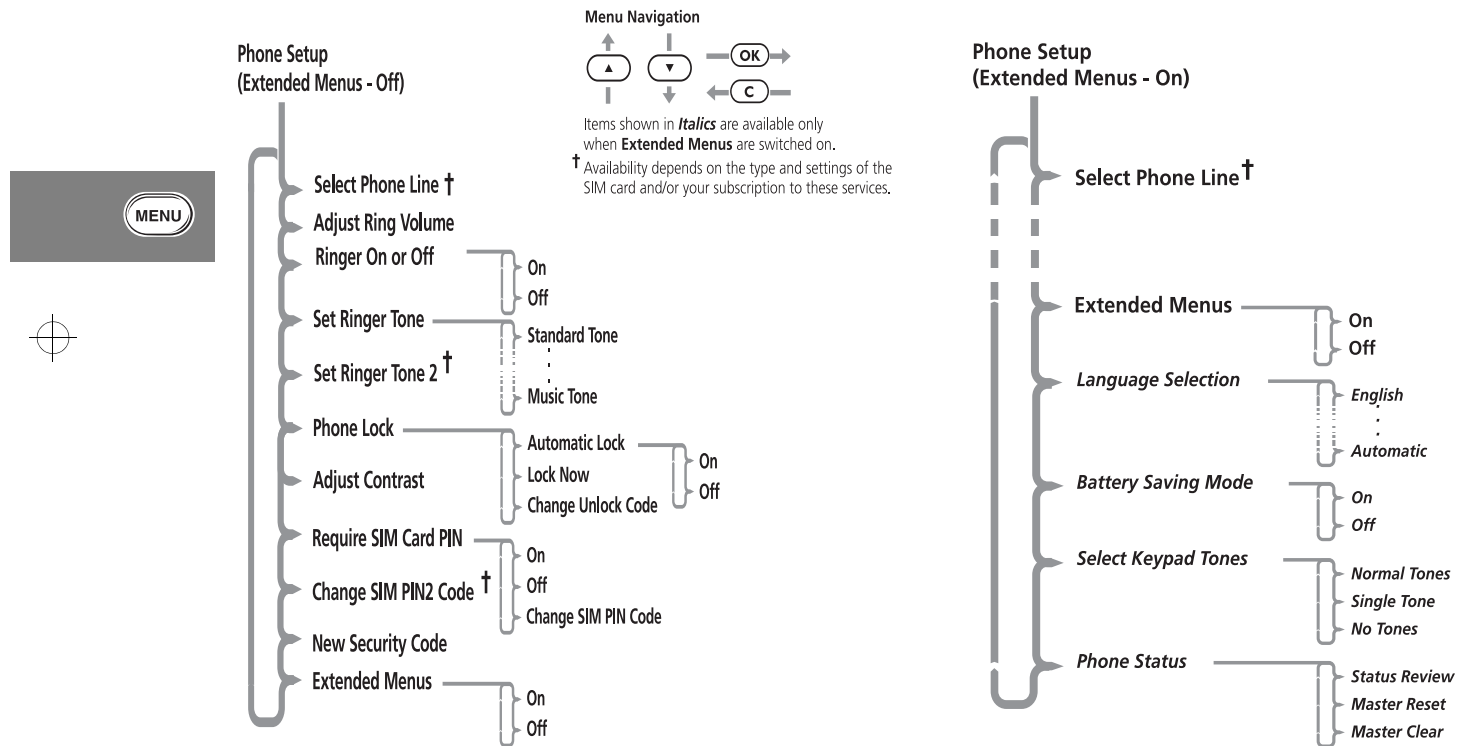 Menu Navigation
▲
▼
OK
C
Items shown in Italics are available only
when Extended Menus are switched on.
† Availability depends on the type and settings of the
SIM card and/or your subscription to these services.
MENU
Phone Setup
(Extended Menus - Off)
Select Phone Line †
Adjust Ring Volume
Ringer On or Off
On
Off
Set Ringer Tone
Standard Tone
Music Tone
Set Ringer Tone 2 †
Phone Lock
Automatic Lock
On
Off
Lock Now
Change Unlock Code
Adjust Contrast
Require SIM Card PIN
On
Off
Change SIM PIN Code
Change SIM PIN2 Code †
New Security Code
Extended Menus
On
Off
Phone Setup
(Extended Menus - On)
Select Phone Line †
Extended Menus
On
Off
Language Selection
English
Automatic
Battery Saving Mode
On
Off
Select Keypad Tones
Normal Tones
Single Tone
No Tones
Phone Status
Status Review
Master Reset
Master Clear